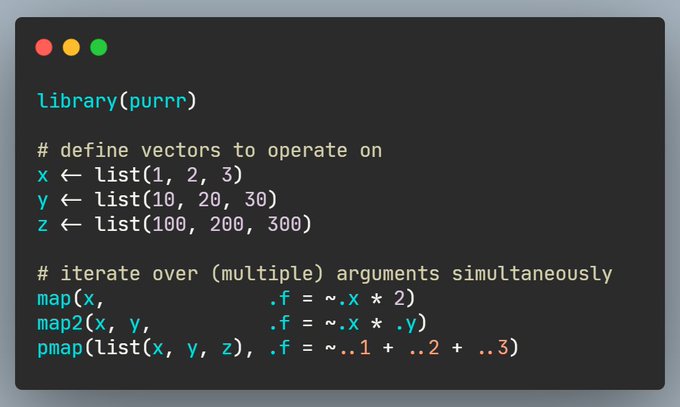 library(purrr)
# define vectors to operate on
x <- list(1, 2, 3)
y <- list(10, 20, 30)
z <- list(100, 200, 300)
# iterate over (multiple) arguments simultaneously
map(x,              .f = ~.x * 2)
map2(x, y,          .f = ~.x * .y)
pmap(list(x, y, z), .f = ~..1 + ..2 + ..3)